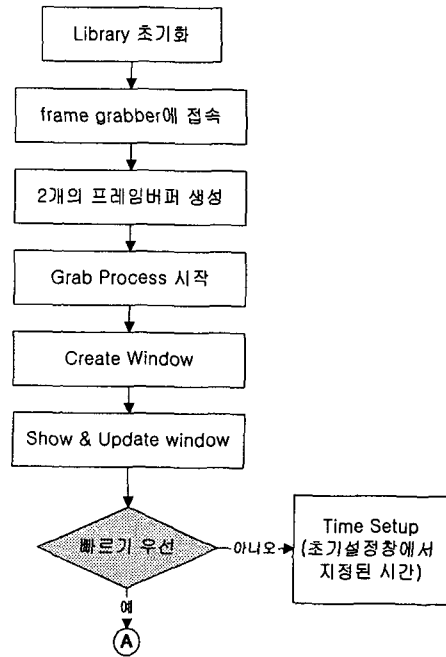 Library 초기화
frame grabber에 접속
2개의 프레임버퍼 생성
Grab Process 시작
Create Window
Show & Update window
빠르기 우선
아니오
Time Setup
(초기설정창에서
지정된 시간)
예
A